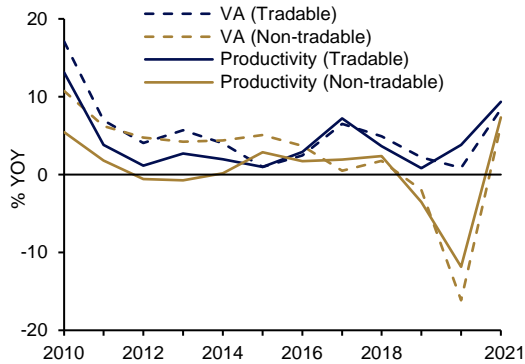 VA (Tradable)
VA (Non-tradable)
Productivity (Tradable)
Productivity (Non-tradable)
% YOY
20
10
0
-10
-20
2010 2012 2014 2016 2018 2021